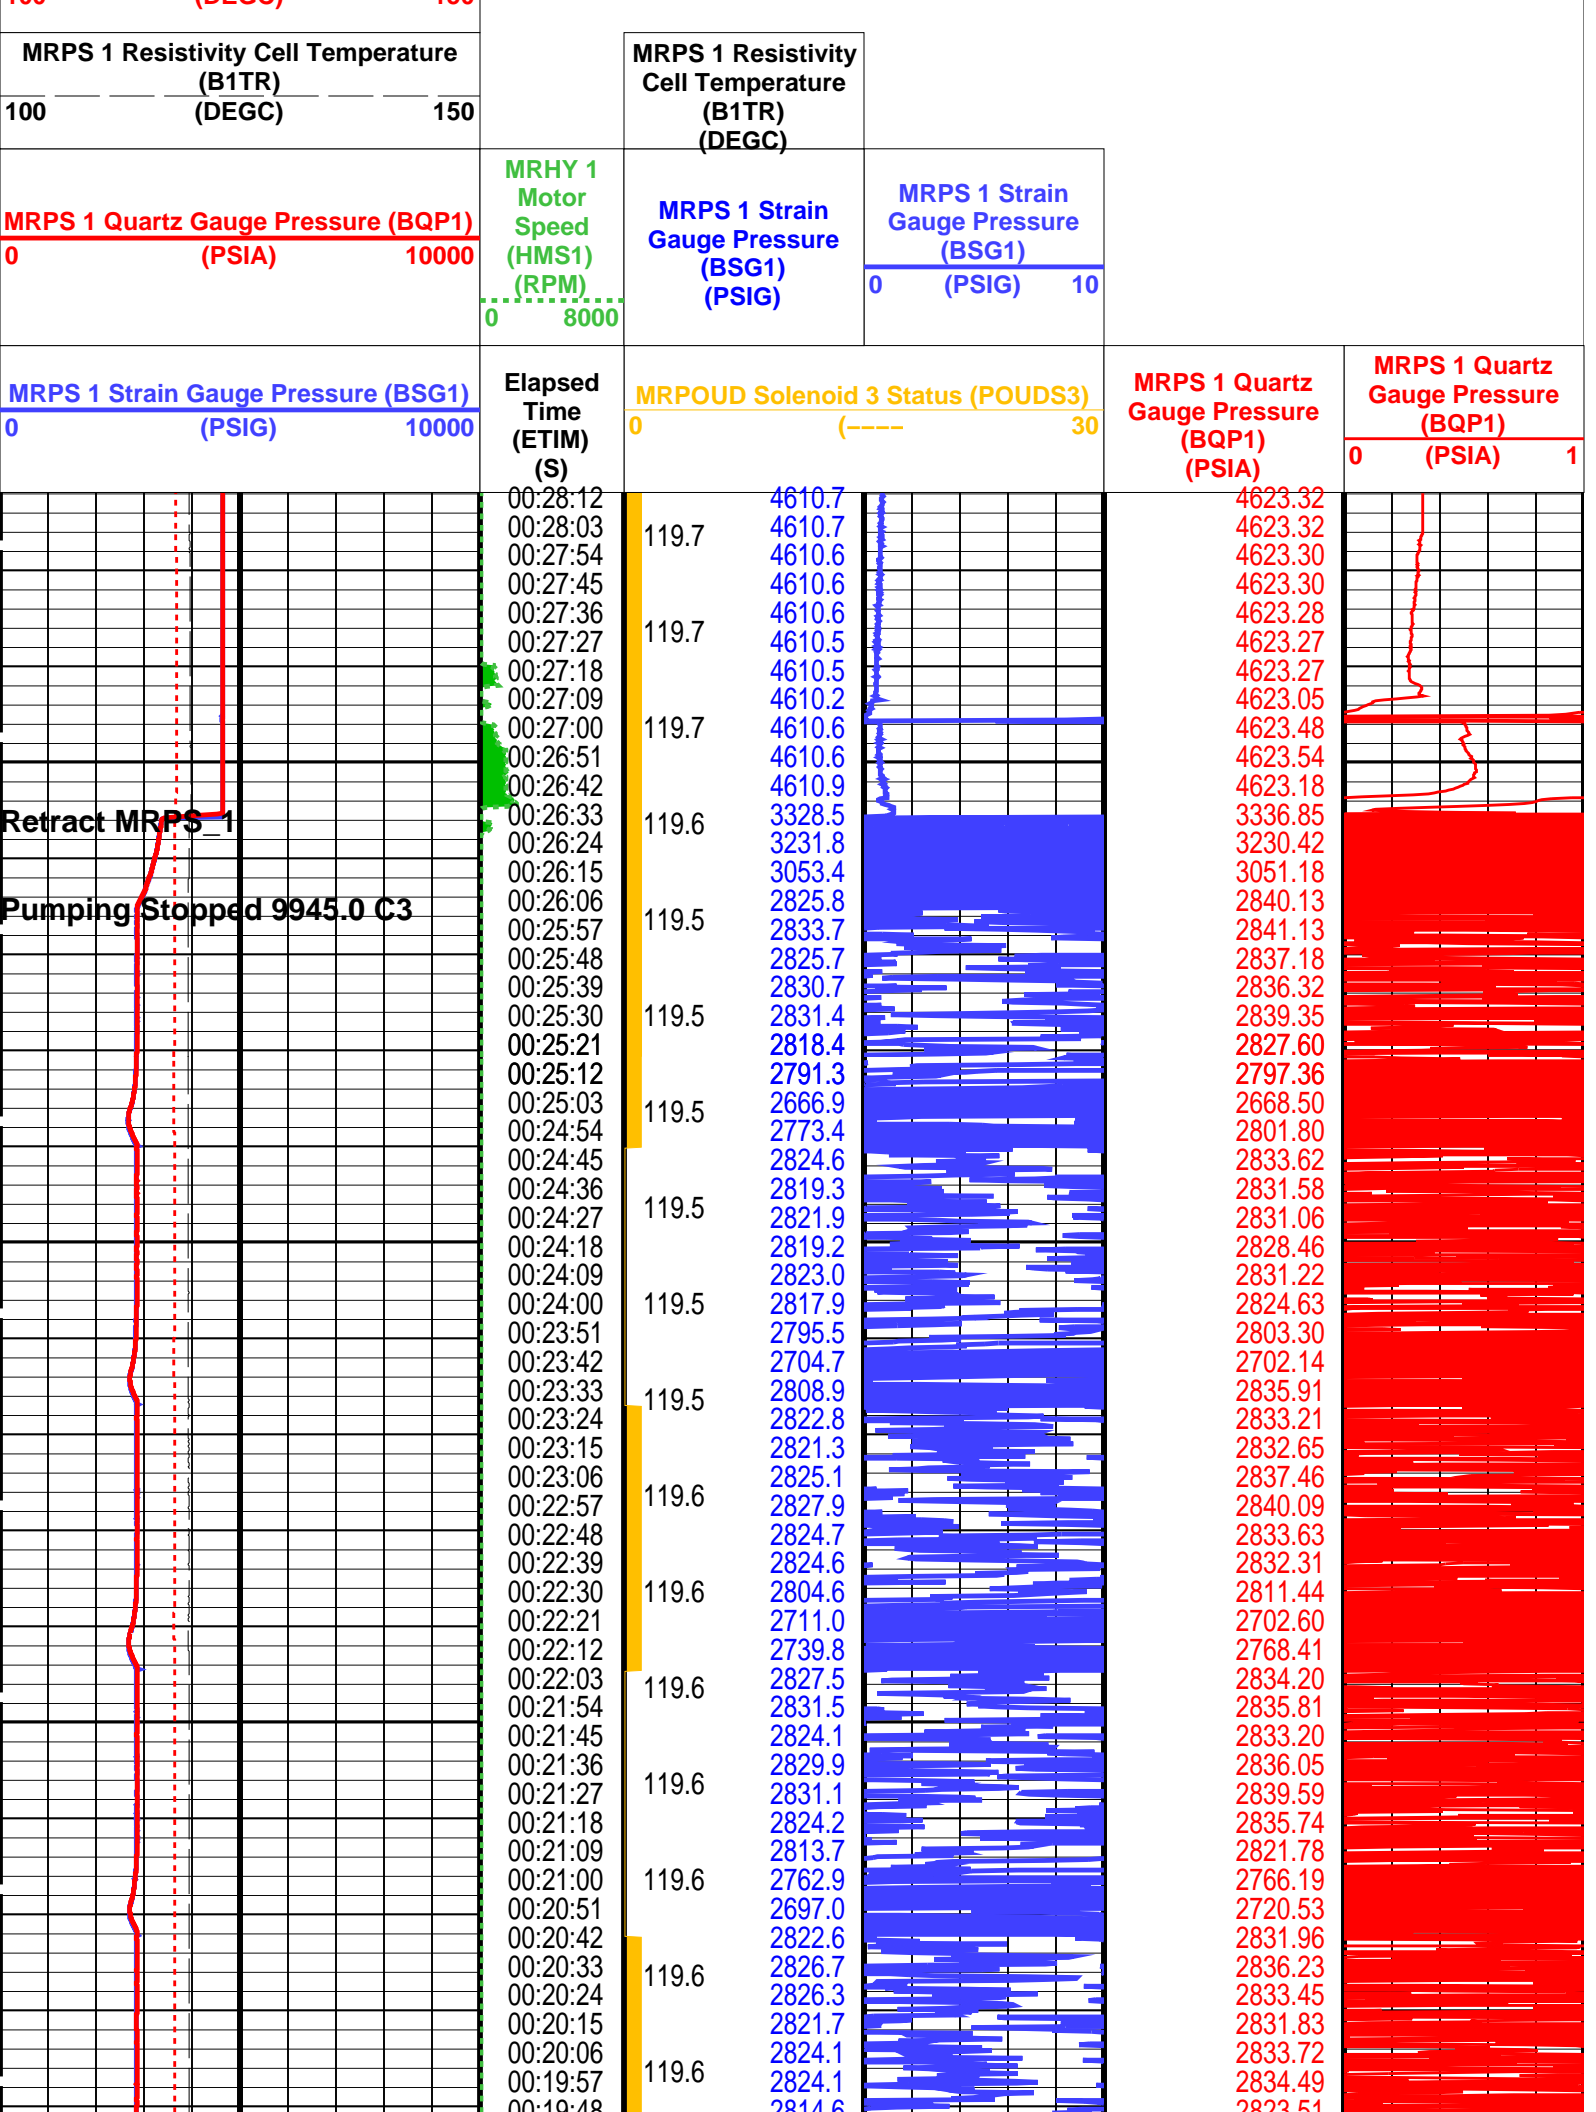 100 (DEGC) 150
MRPS 1 Resistivity Cell Temperature
(B1TR)
100 (DEGC) 150
MRPS 1 Resistivity
Cell Temperature
(B1TR)
(DEGC)
MRPS 1 Quartz Gauge Pressure (BQP1)
0 (PSIA) 10000
MRHY 1
Motor
Speed
(HMS1)
(RPM)
0 8000
MRPS 1 Strain
Gauge Pressure
(BSG1)
(PSIG)
MRPS 1 Strain
Gauge Pressure
(BSG1)
0 (PSIG) 10
MRPS 1 Strain Gauge Pressure (BSG1)
0 (PSIG) 10000
Elapsed
Time
(ETIM)
(S)
MRPOUD Solenoid 3 Status (POUDS3)
0 (---- 30
MRPS 1 Quartz
Gauge Pressure
(BQP1)
(PSIA)
MRPS 1 Quartz
Gauge Pressure
(BQP1)
0 (PSIA) 1
00:28:12 4610.7 4623.32
00:28:03 119.7 4610.7 4623.32
00:27:54 4610.6 4623.30
00:27:45 4610.6 4623.30
00:27:36 4610.6 4623.28
00:27:27 119.7 4610.5 4623.27
00:27:18 4610.5 4623.27
00:27:09 4610.2 4623.05
00:27:00 119.7 4610.6 4623.48
00:26:51 4610.6 4623.54
00:26:42 4610.9 4623.18
Retract MRPS_1 00:26:33 119.6 3328.5 3336.85
00:26:24 3231.8 3230.42
00:26:15 3053.4 3051.18
00:26:06 2825.8 2840.13
Pumping Stopped 9945.0 C3 119.5
00:25:57 2833.7 2841.13
00:25:48 2825.7 2837.18
00:25:39 2830.7 2836.32
00:25:30 119.5 2831.4 2839.35
00:25:21 2818.4 2827.60
00:25:12 2791.3 2797.36
00:25:03 119.5 2666.9 2668.50
00:24:54 2773.4 2801.80
00:24:45 2824.6 2833.62
00:24:36 119.5 2819.3 2831.58
00:24:27 2821.9 2831.06
00:24:18 2819.2 2828.46
00:24:09 2823.0 2831.22
00:24:00 119.5 2817.9 2824.63
00:23:51 2795.5 2803.30
00:23:42 2704.7 2702.14
00:23:33 119.5 2808.9 2835.91
00:23:24 2822.8 2833.21
00:23:15 2821.3 2832.65
00:23:06 2825.1 2837.46
00:22:57 119.6 2827.9 2840.09
00:22:48 2824.7 2833.63
00:22:39 2824.6 2832.31
00:22:30 119.6 2804.6 2811.44
00:22:21 2711.0 2702.60
00:22:12 2739.8 2768.41
00:22:03 119.6 2827.5 2834.20
00:21:54 2831.5 2835.81
00:21:45 2824.1 2833.20
00:21:36 2829.9 2836.05
00:21:27 119.6 2831.1 2839.59
00:21:18 2824.2 2835.74
00:21:09 2813.7 2821.78
00:21:00 119.6 2762.9 2766.19
00:20:51 2697.0 2720.53
00:20:42 2822.6 2831.96
00:20:33 119.6 2826.7 2836.23
00:20:24 2826.3 2833.45
00:20:15 2821.7 2831.83
00:20:06 2824.1 2833.72
00:19:57 119.6 2824.1 2834.49
00:19:48 2814.6 2823.51